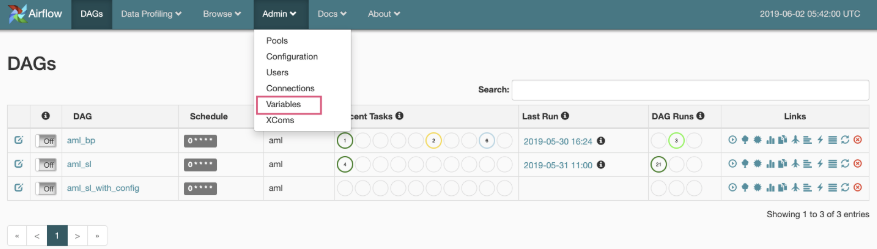 Airflow DAGs Data Profiling Browse Admin Docs About 2019-06-02 05:42:00 UTC
Pools
Configuration
Users
Connections
Variables
XComs
DAGs
Search:
DAG Schedule cent Tasks Last Run DAG Runs Links
Off aml_bp 0 * * * * aml 1 2 6 2019-05-30 16:24 3
Off aml_sl 0 * * * * aml 4 2019-05-31 11:00 21
Off aml_sl_with_config 0 * * * * aml
Showing 1 to 3 of 3 entries
« < 1 > »